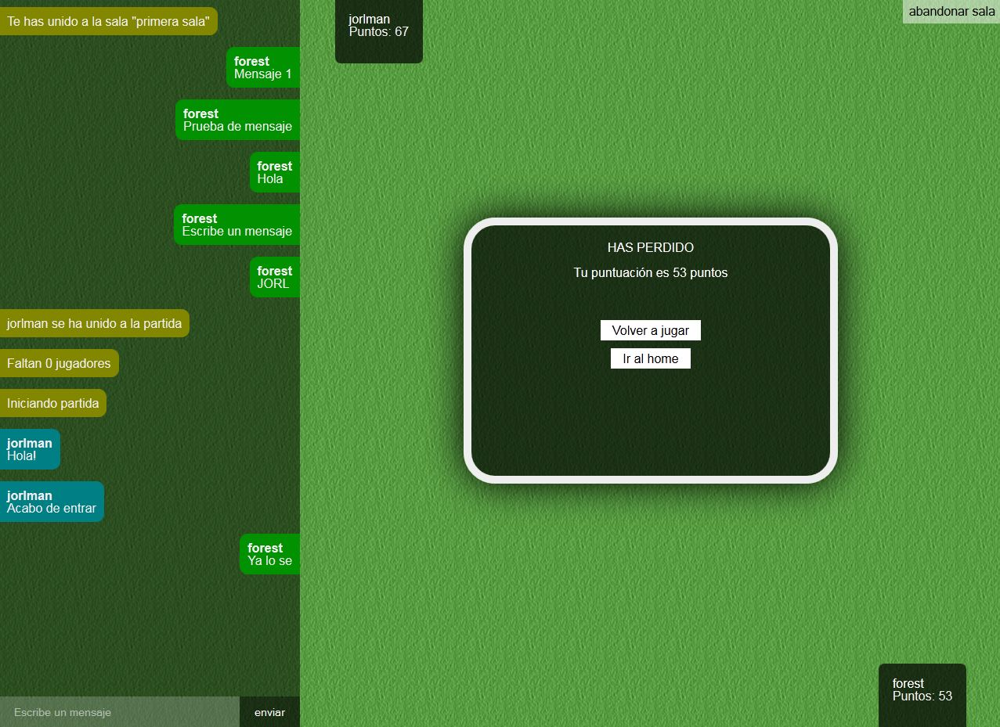 Te has unido a la sala "primera sala"
forest
Mensaje 1
forest
Prueba de mensaje
forest
Hola
forest
Escribe un mensaje
forest
JORL
jorlman se ha unido a la partida
Faltan 0 jugadores
Iniciando partida
jorlman
Hola!
jorlman
Acabo de entrar
forest
Ya lo se
Escribe un mensaje
enviar
jorlman
Puntos: 67
abandonar sala
HAS PERDIDO
Tu puntuación es 53 puntos
Volver a jugar
Ir al home
forest
Puntos: 53